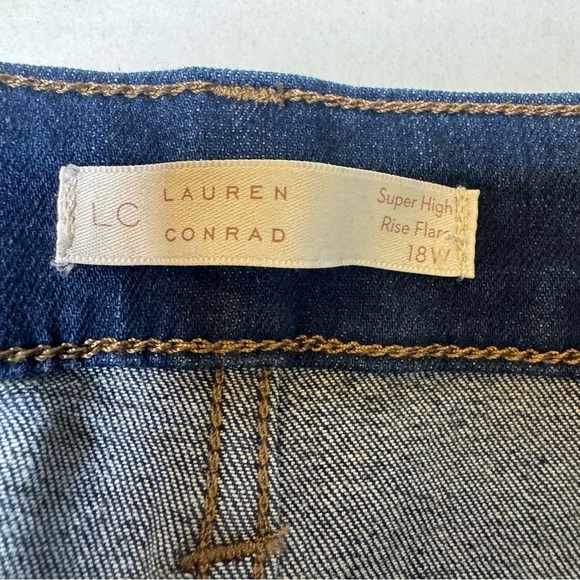 LC LAUREN CONRAD
Super High
Rise Flare
18W